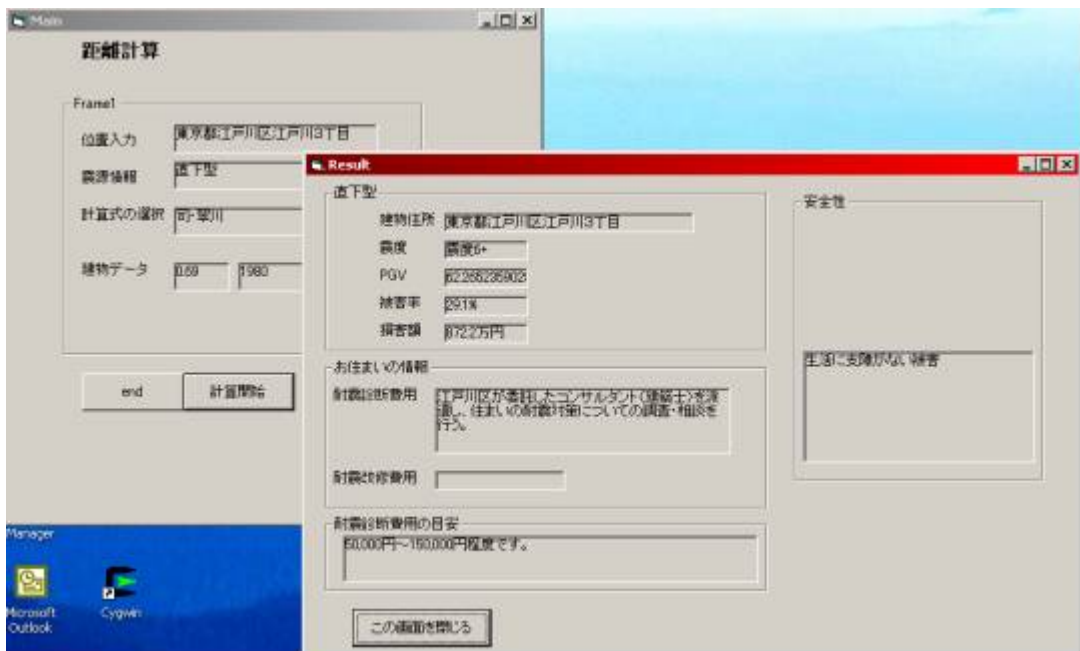 Main
距離計算
Frame1
位置入力
東京都江戸川区江戸川3丁目
震源情報
直下型
計算式の選択
司・翠川
建物データ
0.69
1980
end
計算開始
Result
直下型
建物住所
東京都江戸川区江戸川3丁目
震度
震度6+
PGV
被害率
29.1%
損害額
872.2万円
お住まいの情報
耐震診断費用
江戸川区が委託したコンサルタント(建築士)を派
遣し、住まいの耐震対策についての調査・相談を
行う。
耐震改修費用
耐震診断費用の目安
50,000円～150,000円程度です。
この画面を閉じる
安全性
生活に支障がない被害
Manager
Microsoft
Outlook
Cygwin